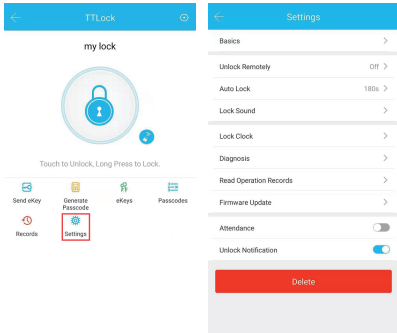 TTLock
my lock
Touch to Unlock, Long Press to Lock.
Send eKey
Generate
Passcode
eKeys
Passcodes
Records
Settings
Settings
Basics
Unlock Remotely Off
Auto Lock 180s
Lock Sound
Lock Clock
Diagnosis
Read Operation Records
Firmware Update
Attendance
Unlock Notification
Delete